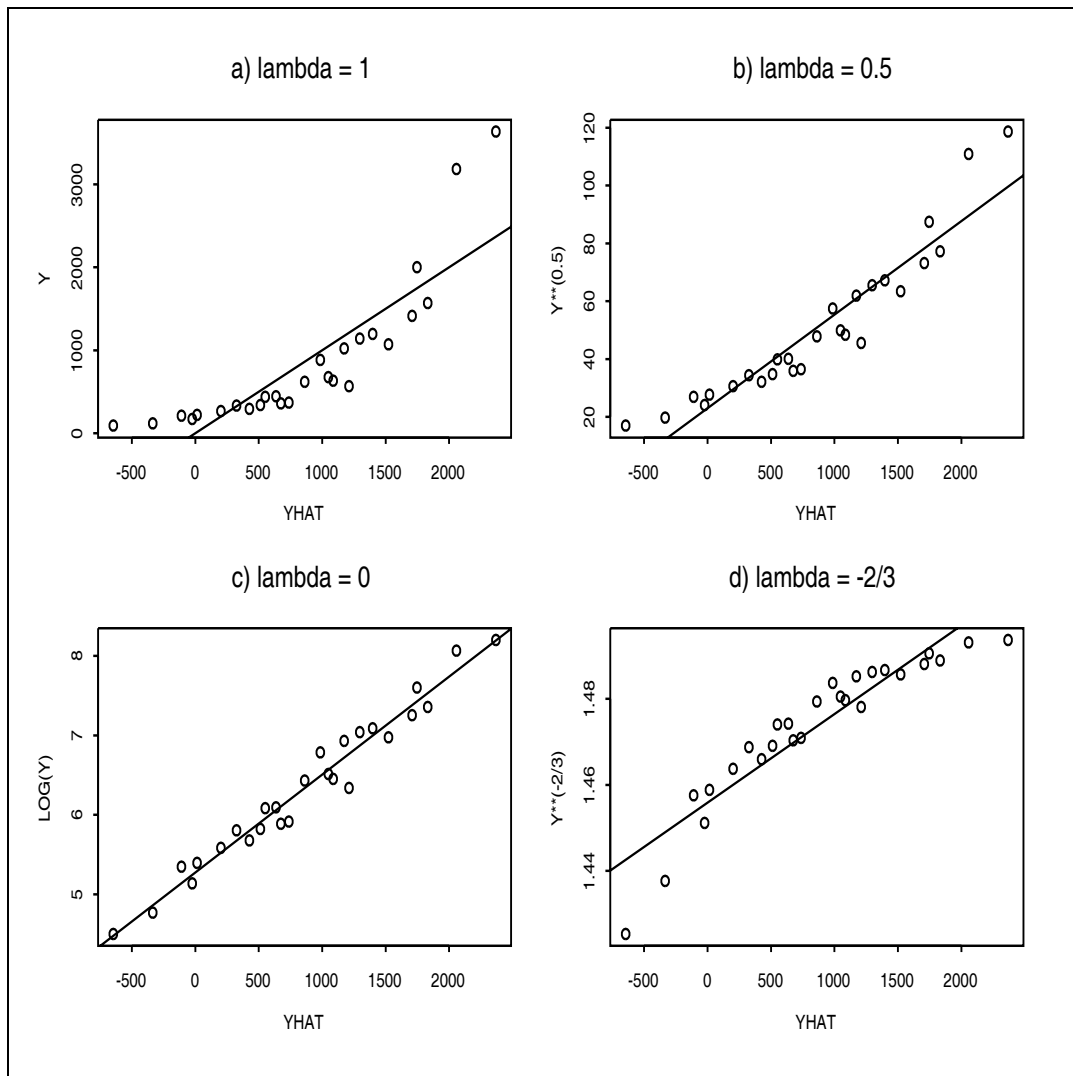 a) lambda = 1
Y
0 1000 2000 3000
-500 0 500 1000 1500 2000
YHAT
b) lambda = 0.5
Y**(0.5)
20 40 60 80 100 120
-500 0 500 1000 1500 2000
YHAT
c) lambda = 0
LOG(Y)
5 6 7 8
-500 0 500 1000 1500 2000
YHAT
d) lambda = -2/3
Y**(-2/3)
1.44 1.46 1.48
-500 0 500 1000 1500 2000
YHAT